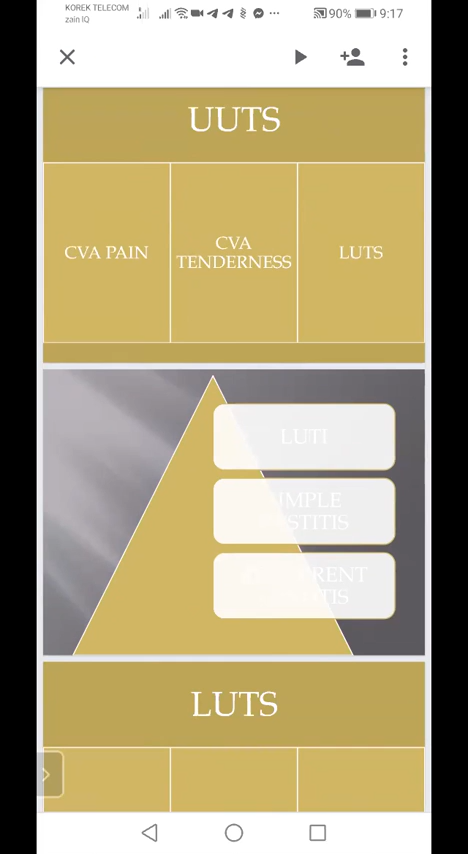 KOREK TELECOM
zain IQ
90%
9:17
UUTS
CVA PAIN
CVA
TENDERNESS
LUTS
LUTI
LUTS